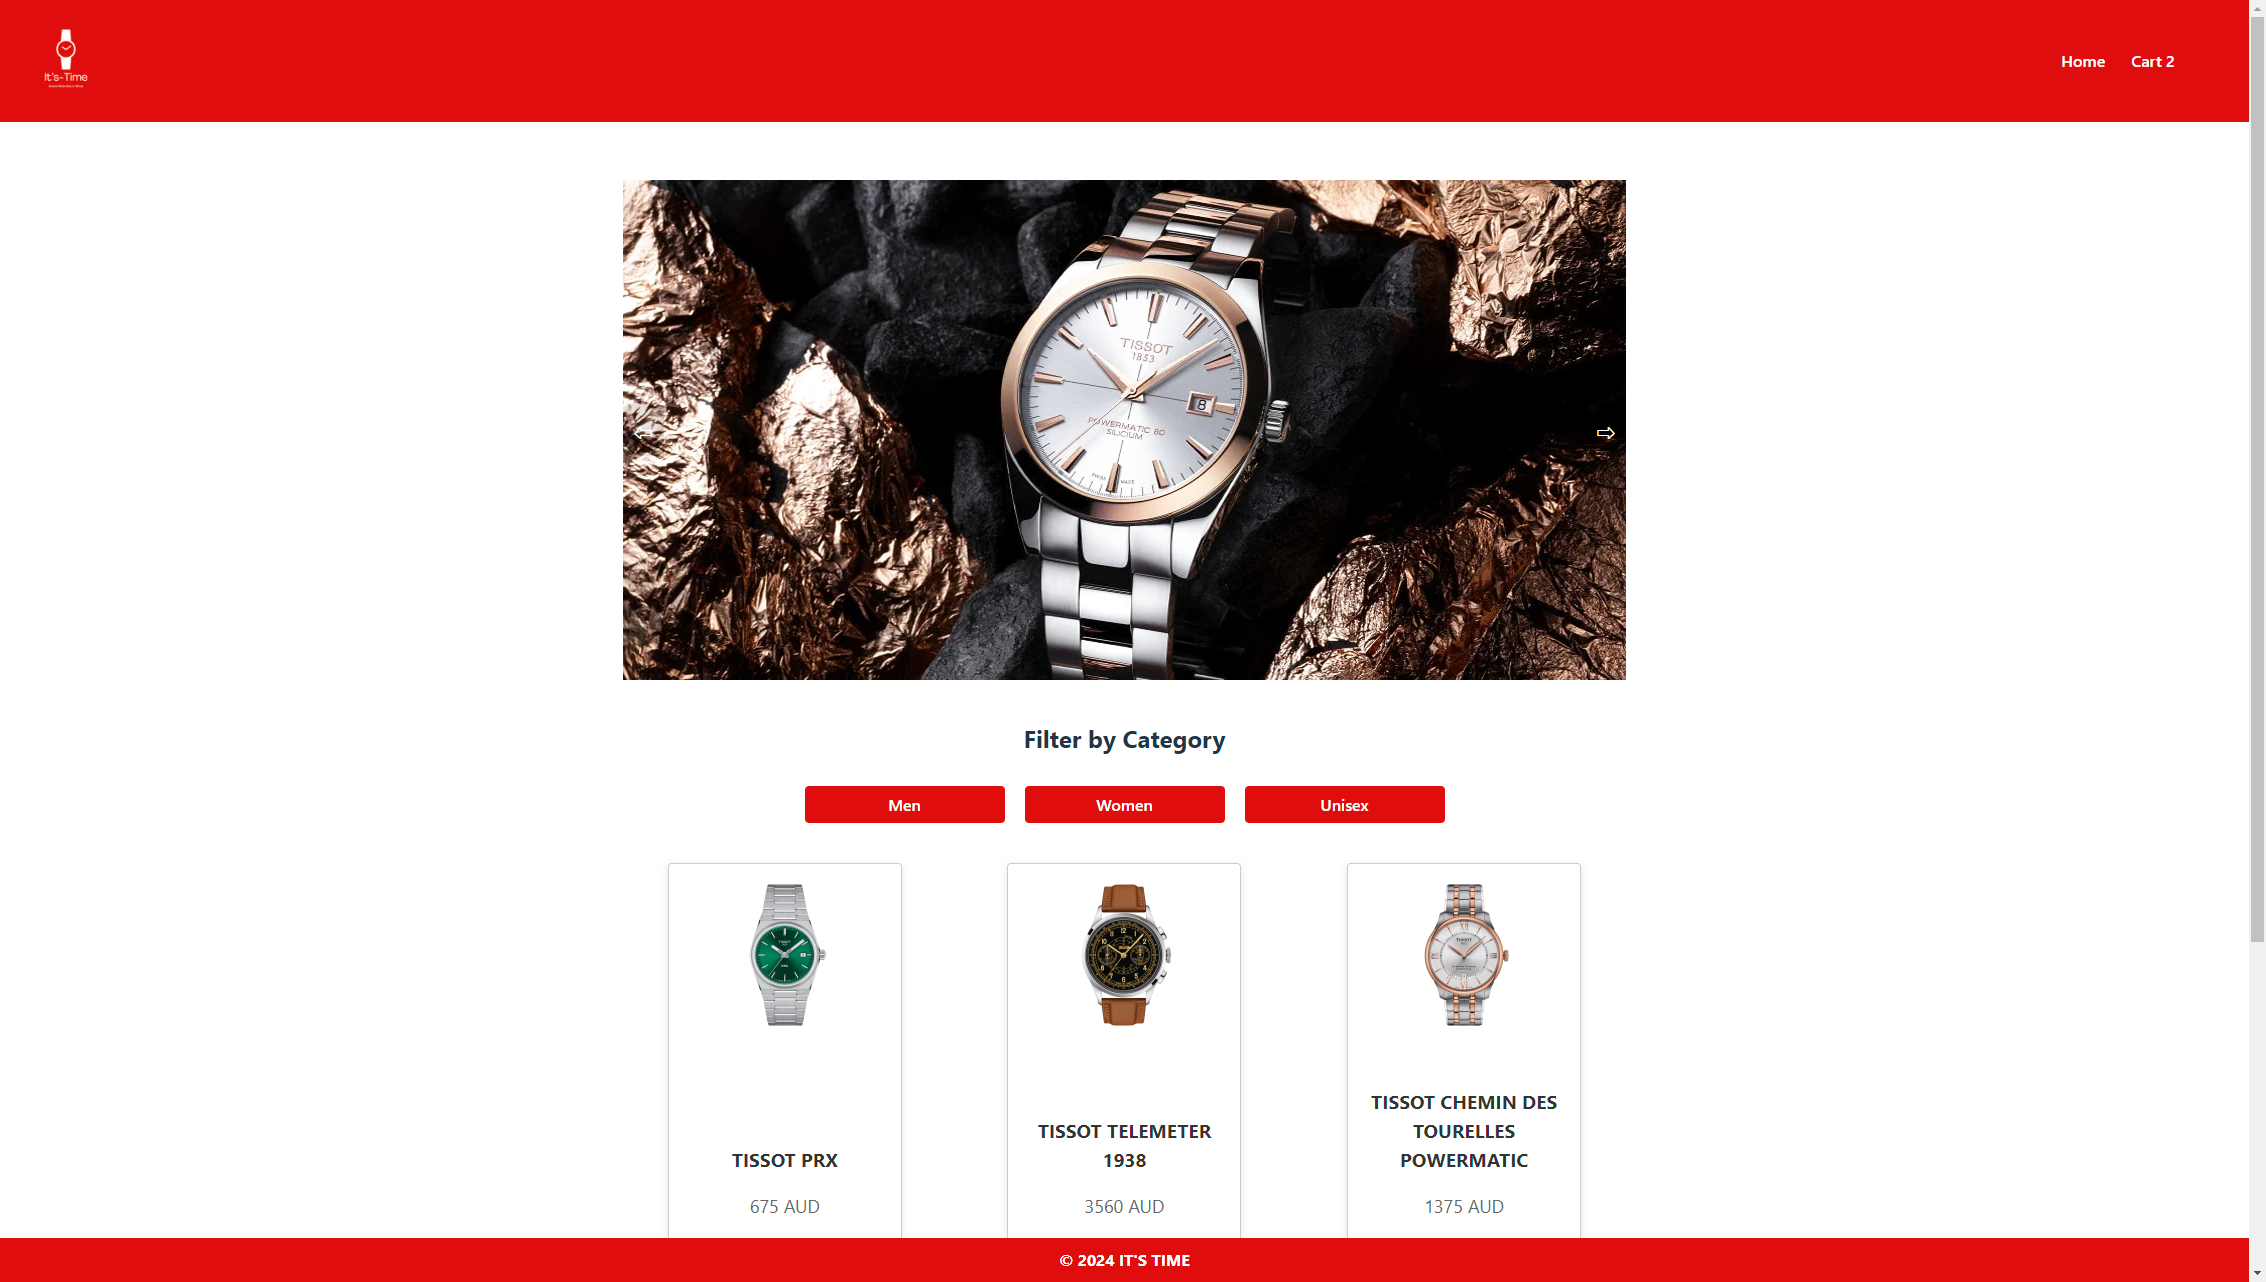 It's-Time
Home Cart 2
TISSOT
1853
8
POWERMATIC 80
SILICIUM
SWISS MADE
⇦
⇨
Filter by Category
Men Women Unisex
TISSOT PRX
675 AUD
TISSOT TELEMETER
1938
3560 AUD
TISSOT CHEMIN DES
TOURELLES
POWERMATIC
1375 AUD
© 2024 IT'S TIME